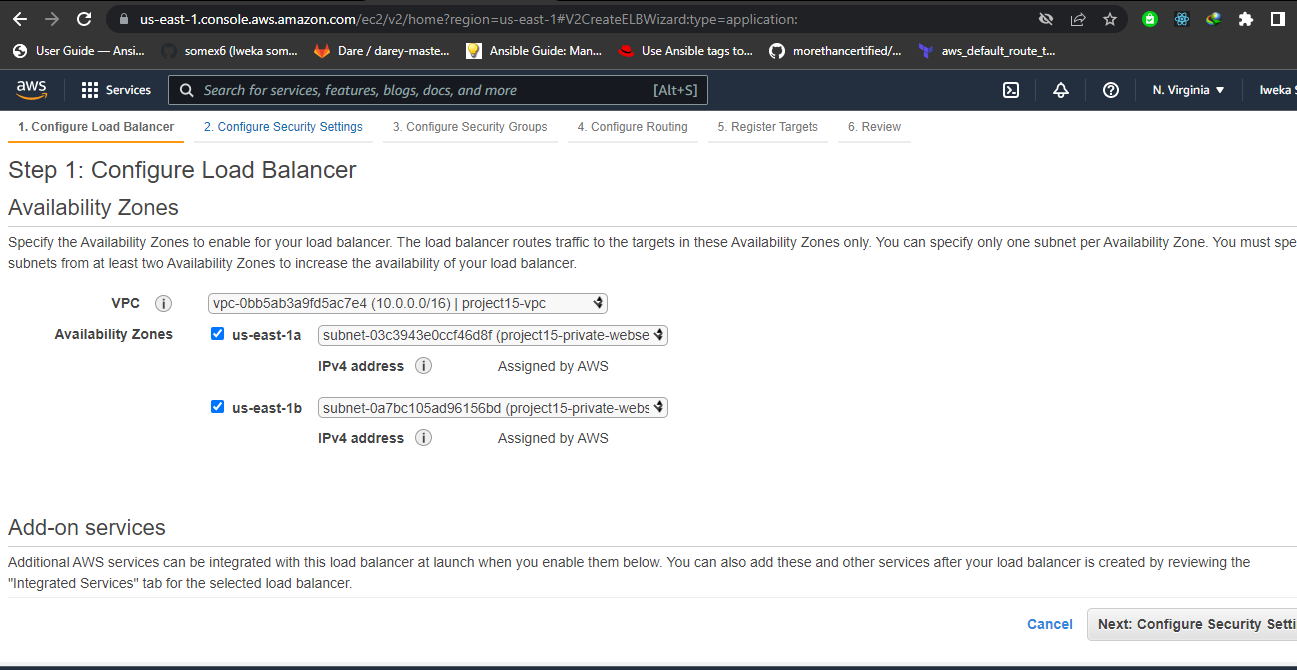 us-east-1.console.aws.amazon.com/ec2/v2/home?region=us-east-1#V2CreateELBWizard:type=application:
User Guide — Ansi... somex6 (Iweka som... Dare / darey-maste... Ansible Guide: Man... Use Ansible tags to... morethancertified/... aws_default_route_t...
aws Services Search for services, features, blogs, docs, and more [Alt+S] N. Virginia ▼ Iweka
1. Configure Load Balancer 2. Configure Security Settings 3. Configure Security Groups 4. Configure Routing 5. Register Targets 6. Review
Step 1: Configure Load Balancer
Availability Zones
Specify the Availability Zones to enable for your load balancer. The load balancer routes traffic to the targets in these Availability Zones only. You can specify only one subnet per Availability Zone. You must spe
subnets from at least two Availability Zones to increase the availability of your load balancer.
VPC i vpc-0bb5ab3a9fd5ac7e4 (10.0.0.0/16) | project15-vpc
Availability Zones us-east-1a subnet-03c3943e0ccf46d8f (project15-private-webse
IPv4 address i Assigned by AWS
us-east-1b subnet-0a7bc105ad96156bd (project15-private-webs
IPv4 address i Assigned by AWS
Add-on services
Additional AWS services can be integrated with this load balancer at launch when you enable them below. You can also add these and other services after your load balancer is created by reviewing the
"Integrated Services" tab for the selected load balancer.
Cancel Next: Configure Security Setti